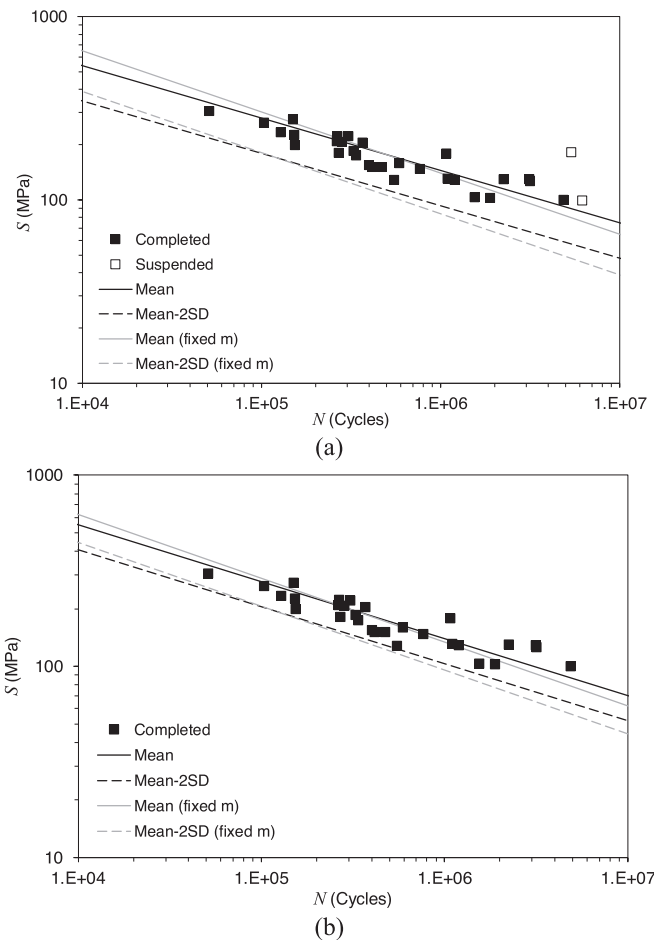 1000
100
10
S (MPa)
Completed
Suspended
Mean
Mean-2SD
Mean (fixed m)
Mean-2SD (fixed m)
1.E+04 1.E+05 1.E+06 1.E+07
N (Cycles)
(a)
1000
100
10
S (MPa)
Completed
Mean
Mean-2SD
Mean (fixed m)
Mean-2SD (fixed m)
1.E+04 1.E+05 1.E+06 1.E+07
N (Cycles)
(b)